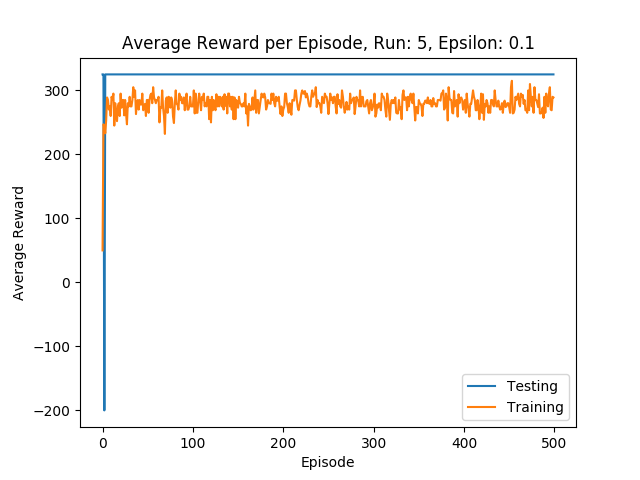 Average Reward per Episode, Run: 5, Epsilon: 0.1
Average Reward
300
200
100
0
−100
−200
0 100 200 300 400 500
Episode
Testing
Training